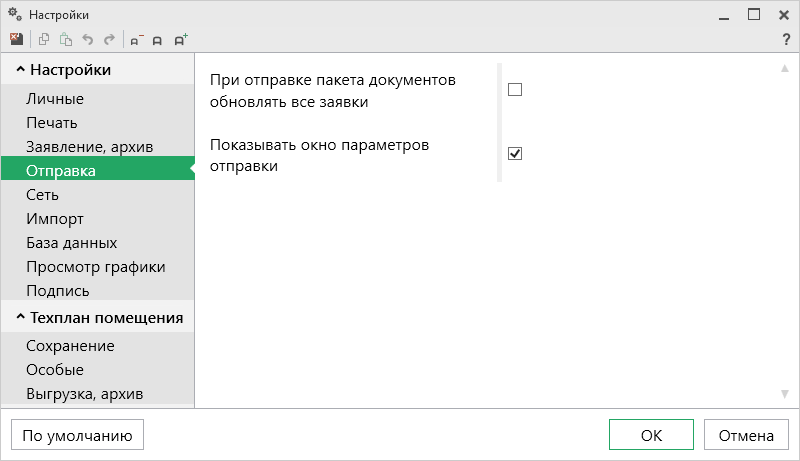 Настройки
?
Настройки
Личные
Печать
Заявление, архив
Отправка
Сеть
Импорт
База данных
Просмотр графики
Подпись
Техплан помещения
Сохранение
Особые
Выгрузка, архив
При отправке пакета документов
обновлять все заявки
Показывать окно параметров
отправки
По умолчанию
ОК
Отмена